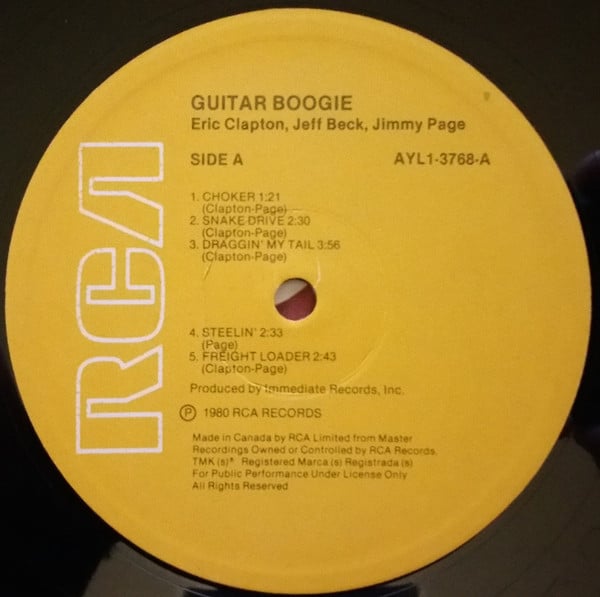 RCA
GUITAR BOOGIE
Eric Clapton, Jeff Beck, Jimmy Page
SIDE A AYL1-3768-A
1. CHOKER 1:21
(Clapton-Page)
2. SNAKE DRIVE 2:30
(Clapton-Page)
3. DRAGGIN' MY TAIL 3:56
(Clapton-Page)
4. STEELIN' 2:33
(Page)
5. FREIGHT LOADER 2:43
(Clapton-Page)
Produced by Immediate Records, Inc.
Ⓟ 1980 RCA RECORDS
Made in Canada by RCA Limited from Master
Recordings Owned or Controlled by RCA Records.
TMK (s)® Registered Marca (s) Registrada (s)
For Public Performance Under License Only
All Rights Reserved